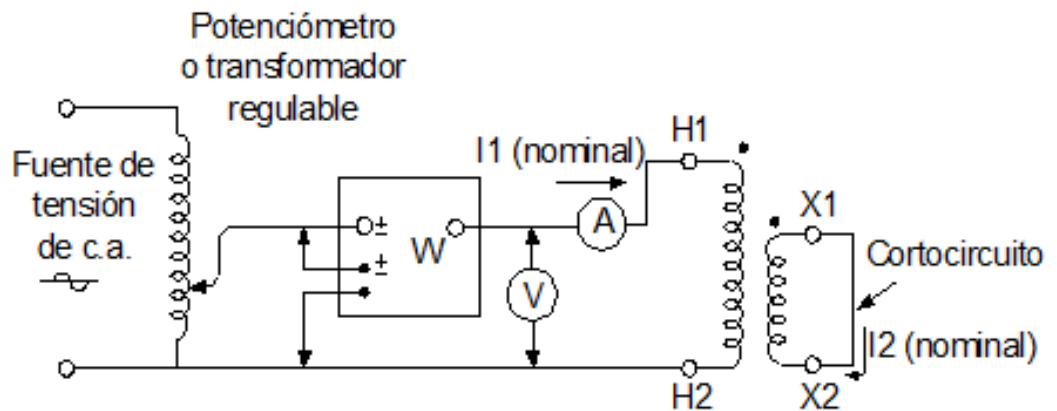 Potenciómetro
o transformador
regulable
Fuente de
tensión
de c.a.
±
±
W
I1 (nominal)
A
V
H1
H2
X1
Cortocircuito
I2 (nominal)
X2